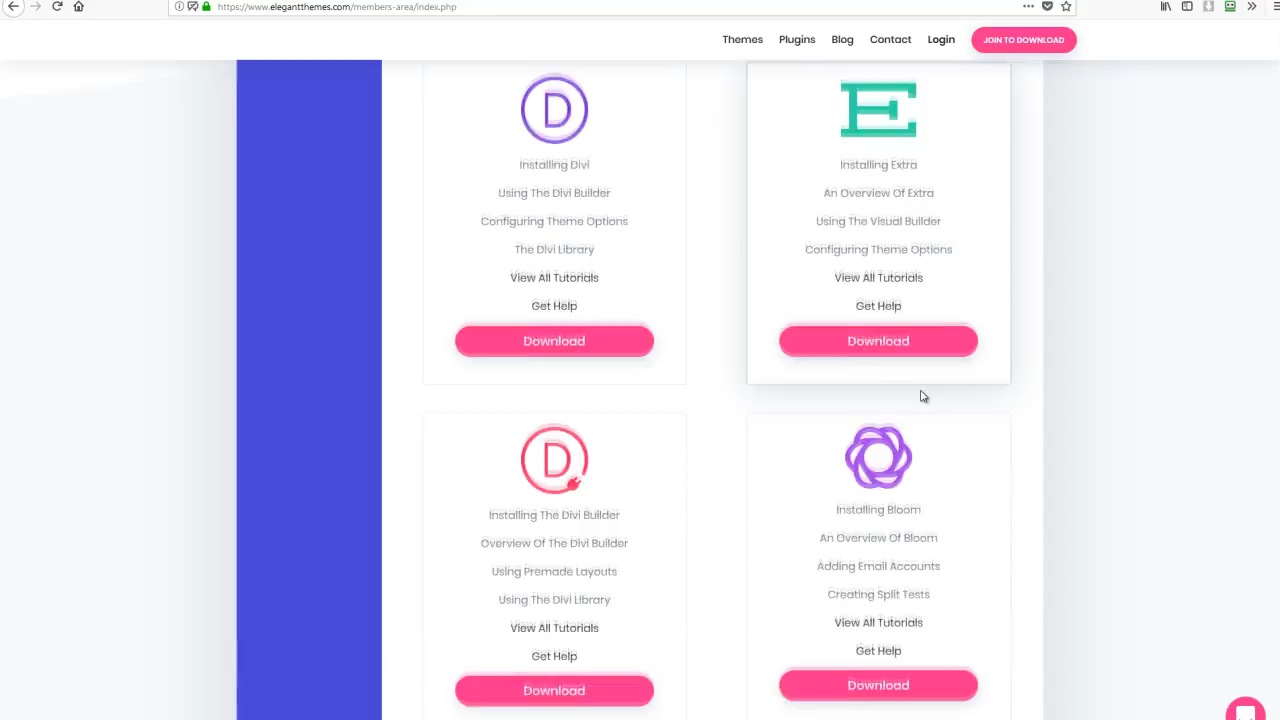 https://www.elegantthemes.com/members-area/index.php
Themes
Plugins
Blog
Contact
Login
JOIN TO DOWNLOAD
D
Installing Divi
Using The Divi Builder
Configuring Theme Options
The Divi Library
View All Tutorials
Get Help
Download
E
Installing Extra
An Overview Of Extra
Using The Visual Builder
Configuring Theme Options
View All Tutorials
Get Help
Download
D
Installing The Divi Builder
Overview Of The Divi Builder
Using Premade Layouts
Using The Divi Library
View All Tutorials
Get Help
Download
Installing Bloom
An Overview Of Bloom
Adding Email Accounts
Creating Split Tests
View All Tutorials
Get Help
Download